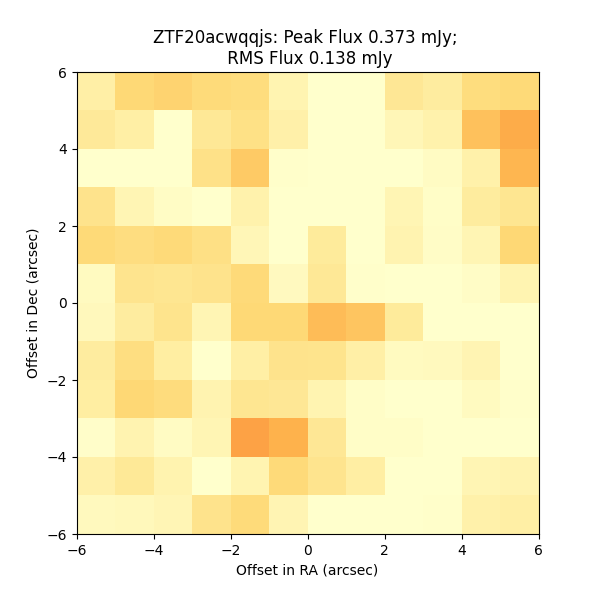 ZTF20acwqqjs: Peak Flux 0.373 mJy;
RMS Flux 0.138 mJy
6
4
2
0
−2
−4
−6
Offset in Dec (arcsec)
−6 −4 −2 0 2 4 6
Offset in RA (arcsec)